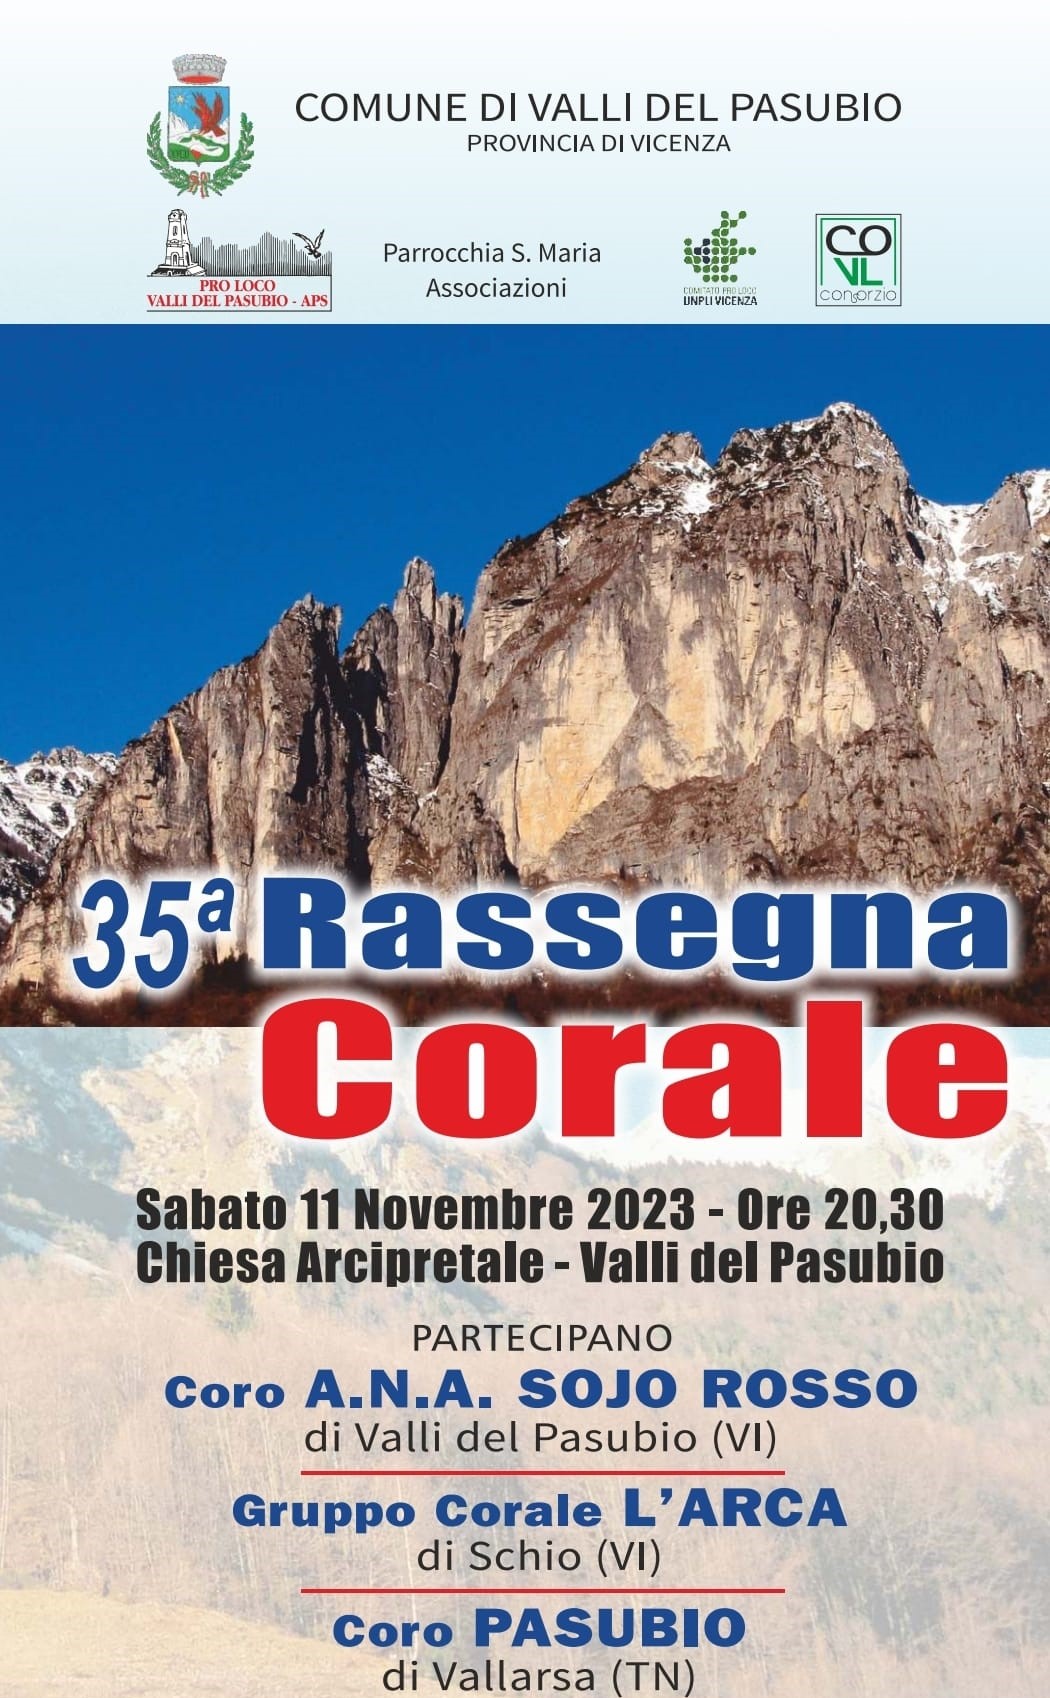 COMUNE DI VALLI DEL PASUBIO
PROVINCIA DI VICENZA
PRO LOCO
VALLI DEL PASUBIO - APS
Parrocchia S. Maria
Associazioni
COMITATO PRO LOCO
UNPLI VICENZA
CO
VL
consorzio
35ª Rassegna
Corale
Sabato 11 Novembre 2023 - Ore 20,30
Chiesa Arcipretale - Valli del Pasubio
PARTECIPANO
Coro A.N.A. SOJO ROSSO
di Valli del Pasubio (VI)
Gruppo Corale L'ARCA
di Schio (VI)
Coro PASUBIO
di Vallarsa (TN)